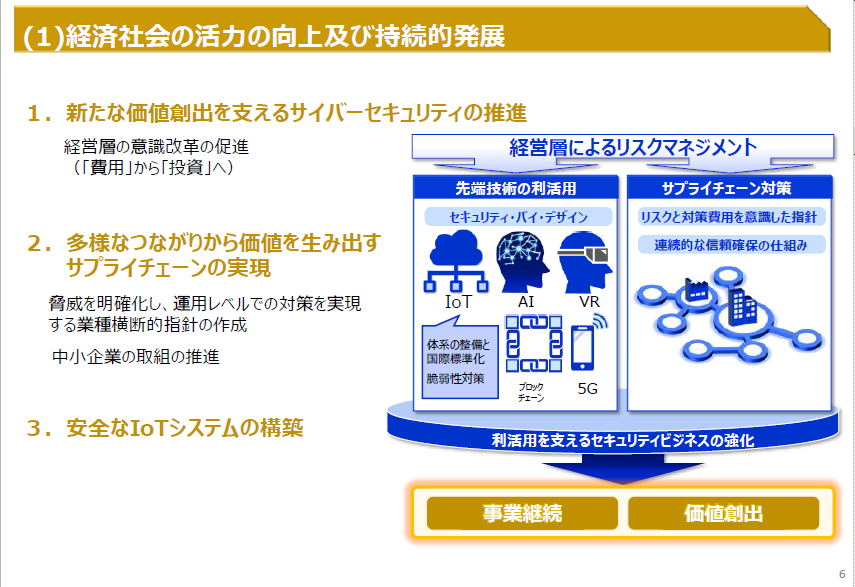 (1)経済社会の活力の向上及び持続的発展
１．新たな価値創出を支えるサイバーセキュリティの推進
経営層の意識改革の促進
（「費用」から「投資」へ）
２．多様なつながりから価値を生み出す
サプライチェーンの実現
脅威を明確化し、運用レベルでの対策を実現
する業種横断的指針の作成
中小企業の取組の推進
３．安全なIoTシステムの構築
経営層によるリスクマネジメント
先端技術の利活用
セキュリティ・バイ・デザイン
IoT
AI
VR
体系の整備と
国際標準化
脆弱性対策
ブロック
チェーン
5G
サプライチェーン対策
リスクと対策費用を意識した指針
連続的な信頼確保の仕組み
利活用を支えるセキュリティビジネスの強化
事業継続
価値創出
6